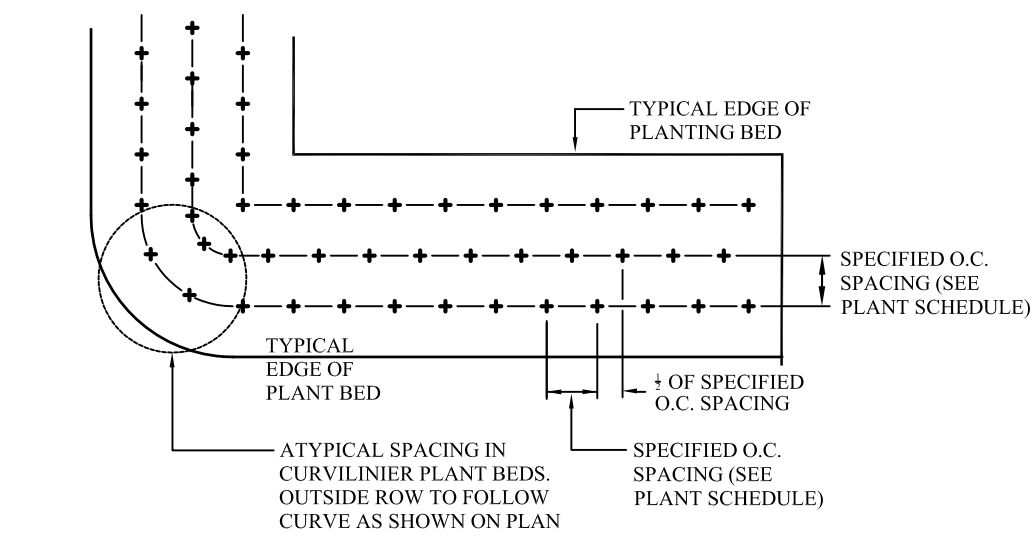 TYPICAL EDGE OF
PLANTING BED
SPECIFIED O.C.
SPACING (SEE
PLANT SCHEDULE)
TYPICAL
EDGE OF
PLANT BED
½ OF SPECIFIED
O.C. SPACING
ATYPICAL SPACING IN
CURVILINIER PLANT BEDS.
OUTSIDE ROW TO FOLLOW
CURVE AS SHOWN ON PLAN
SPECIFIED O.C.
SPACING (SEE
PLANT SCHEDULE)